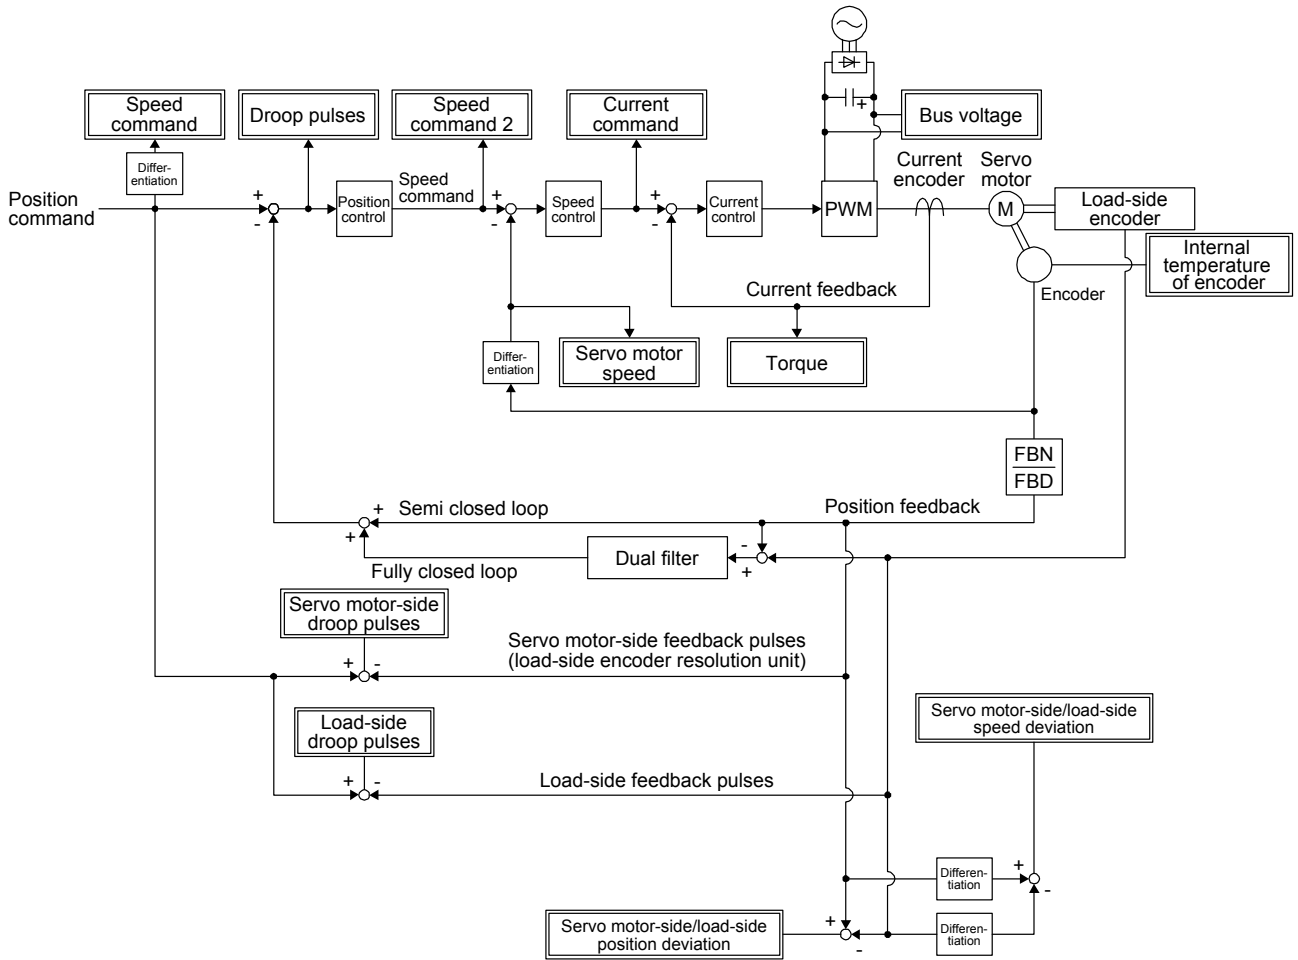 Speed
command
Droop pulses
Speed
command 2
Current
command
+
Bus voltage
Differ-
entiation
Position
command
+
-
Position
control
Speed
command
+
-
Speed
control
+
-
Current
control
PWM
Current
encoder
Servo
motor
M
Load-side
encoder
Internal
temperature
of encoder
Encoder
Current feedback
Differ-
entiation
Servo motor
speed
Torque
FBN
FBD
+
Semi closed loop
Position feedback
+
Fully closed loop
Dual filter
-
+
Servo motor-side
droop pulses
+
-
Servo motor-side feedback pulses
(load-side encoder resolution unit)
Load-side
droop pulses
+
-
Load-side feedback pulses
Servo motor-side/load-side
speed deviation
Differen-
tiation
+
-
Servo motor-side/load-side
position deviation
+
-
Differen-
tiation